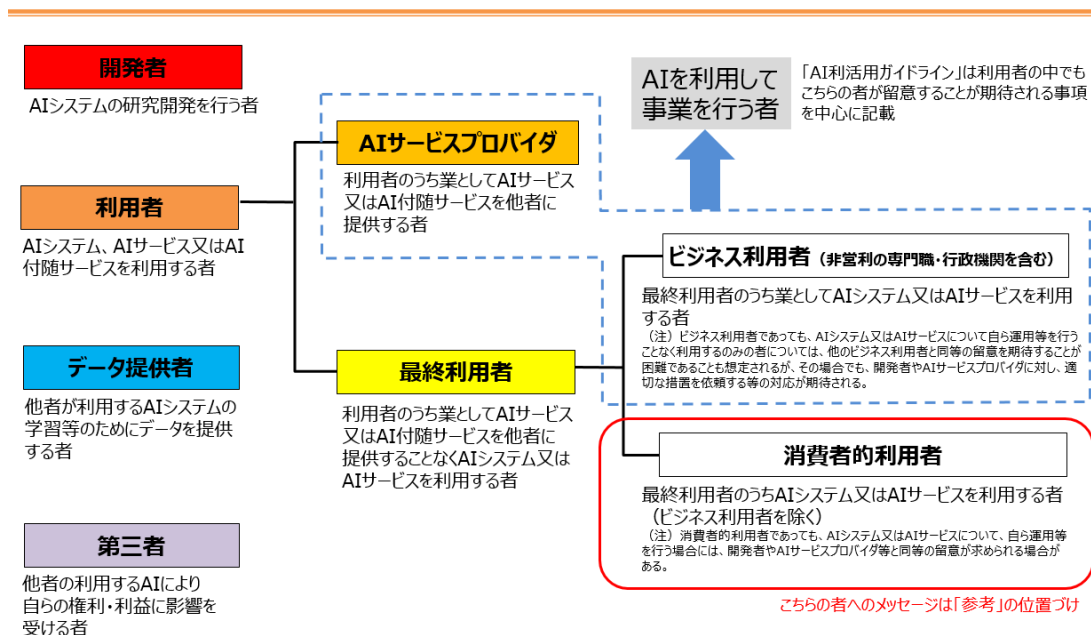 開発者
AIシステムの研究開発を行う者
利用者
AIシステム、AIサービス又はAI
付随サービスを利用する者
データ提供者
他者が利用するAIシステムの
学習等のためにデータを提供
する者
第三者
他者の利用するAIにより
自らの権利・利益に影響を
受ける者
AIサービスプロバイダ
利用者のうち業としてAIサービス
又はAI付随サービスを他者に
提供する者
最終利用者
利用者のうち業としてAIサービス
又はAI付随サービスを他者に
提供することなくAIシステム又は
AIサービスを利用する者
AIを利用して
事業を行う者
「AI利活用ガイドライン」は利用者の中でも
こちらの者が留意することが期待される事項
を中心に記載
ビジネス利用者（非営利の専門職・行政機関を含む）
最終利用者のうち業としてAIシステム又はAIサービスを利用
する者
（注）ビジネス利用者であっても、AIシステム又はAIサービスについて自ら運用等を行う
ことなく利用するのみの者については、他のビジネス利用者と同等の留意を期待することが
困難であることも想定されるが、その場合でも、開発者やAIサービスプロバイダに対し、適
切な措置を依頼する等の対応が期待される。
消費者的利用者
最終利用者のうちAIシステム又はAIサービスを利用する者
（ビジネス利用者を除く）
（注）消費者的利用者であっても、AIシステム又はAIサービスについて、自ら運用等
を行う場合には、開発者やAIサービスプロバイダ等と同等の留意が求められる場合が
ある。
こちらの者へのメッセージは「参考」の位置づけ